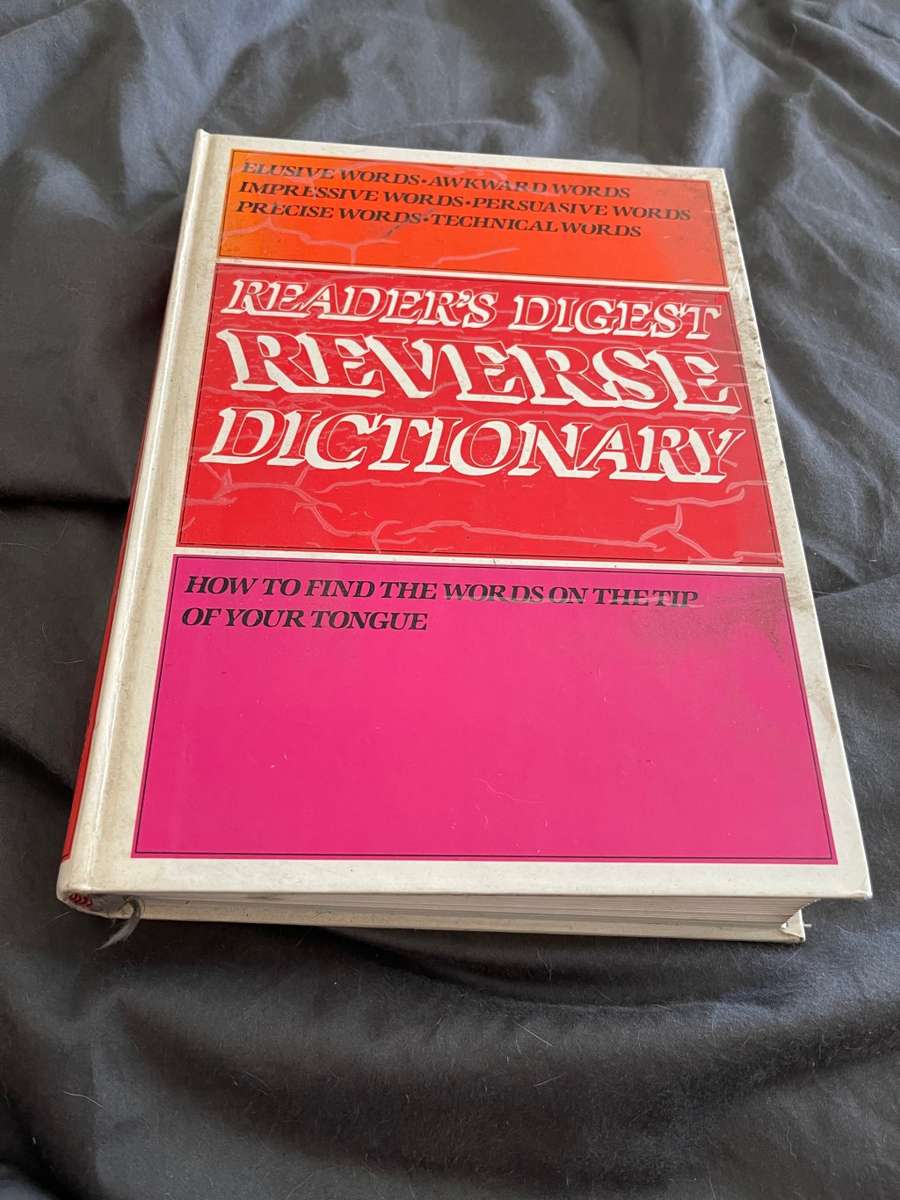 ELUSIVE WORDS·AWKWARD WORDS
IMPRESSIVE WORDS·PERSUASIVE WORDS
PRECISE WORDS·TECHNICAL WORDS
READER'S DIGEST
REVERSE
DICTIONARY
HOW TO FIND THE WORDS ON THE TIP
OF YOUR TONGUE